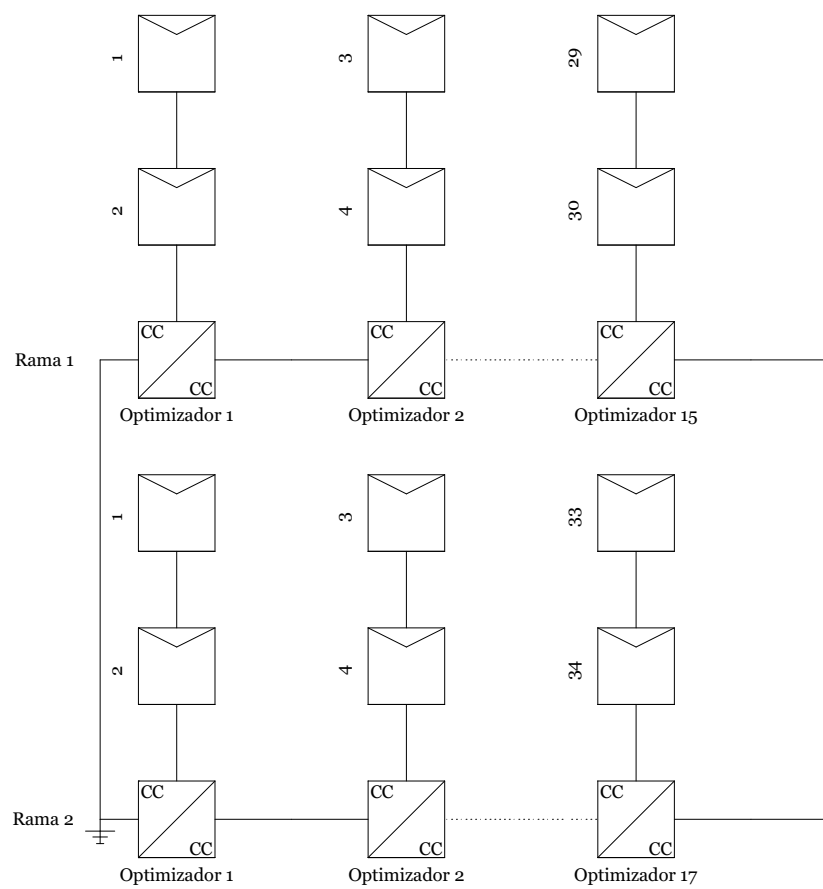 1
3
29
2
4
30
CC
CC
CC
Rama 1
CC
CC
CC
Optimizador 1
Optimizador 2
Optimizador 15
1
3
33
2
4
34
CC
CC
CC
Rama 2
CC
CC
CC
Optimizador 1
Optimizador 2
Optimizador 17